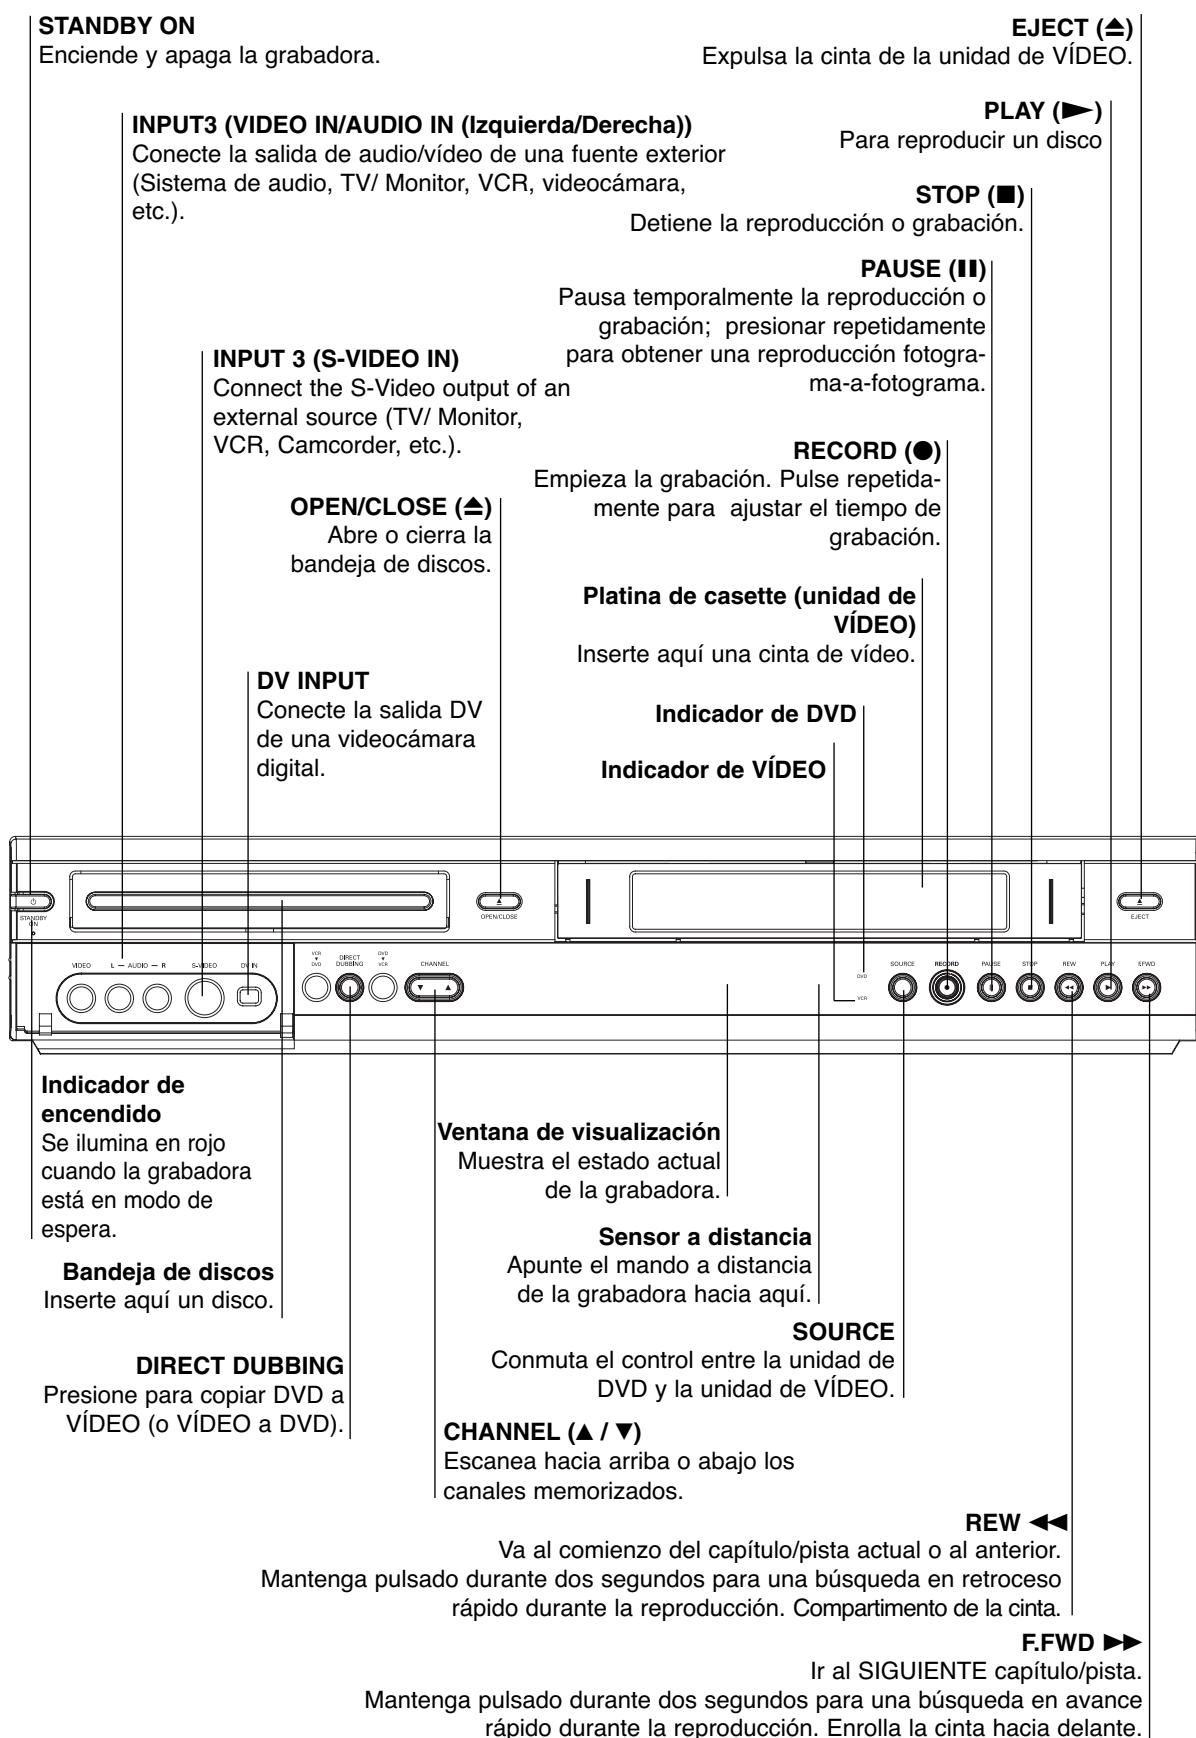 STANDBY ON
Enciende y apaga la grabadora.
EJECT (⏏)
Expulsa la cinta de la unidad de VÍDEO.
INPUT3 (VIDEO IN/AUDIO IN (Izquierda/Derecha))
Conecte la salida de audio/vídeo de una fuente exterior
(Sistema de audio, TV/ Monitor, VCR, videocámara,
etc.).
PLAY (►)
Para reproducir un disco
STOP (■)
Detiene la reproducción o grabación.
PAUSE (❚❚)
Pausa temporalmente la reproducción o
grabación;  presionar repetidamente
para obtener una reproducción fotogra-
ma-a-fotograma.
INPUT 3 (S-VIDEO IN)
Connect the S-Video output of an
external source (TV/ Monitor,
VCR, Camcorder, etc.).
RECORD (●)
Empieza la grabación. Pulse repetida-
mente para  ajustar el tiempo de
grabación.
OPEN/CLOSE (⏏)
Abre o cierra la
bandeja de discos.
Platina de casette (unidad de
VÍDEO)
Inserte aquí una cinta de vídeo.
DV INPUT
Conecte la salida DV
de una videocámara
digital.
Indicador de DVD
Indicador de VÍDEO
STANDBY
ON
OPEN/CLOSE
EJECT
VIDEO
L — AUDIO — R
S-VIDEO
DV IN
VCR
▼
DVD
DIRECT
DUBBING
DVD
▼
VCR
CHANNEL
▼ ▲
DVD
VCR
SOURCE
RECORD
PAUSE
STOP
REW
PLAY
F.FWD
Indicador de
encendido
Se ilumina en rojo
cuando la grabadora
está en modo de
espera.
Ventana de visualización
Muestra el estado actual
de la grabadora.
Bandeja de discos
Inserte aquí un disco.
Sensor a distancia
Apunte el mando a distancia
de la grabadora hacia aquí.
SOURCE
Conmuta el control entre la unidad de
DVD y la unidad de VÍDEO.
DIRECT DUBBING
Presione para copiar DVD a
VÍDEO (o VÍDEO a DVD).
CHANNEL (▲ / ▼)
Escanea hacia arriba o abajo los
canales memorizados.
REW ◄◄
Va al comienzo del capítulo/pista actual o al anterior.
Mantenga pulsado durante dos segundos para una búsqueda en retroceso
rápido durante la reproducción. Compartimento de la cinta.
F.FWD ►►
Ir al SIGUIENTE capítulo/pista.
Mantenga pulsado durante dos segundos para una búsqueda en avance
rápido durante la reproducción. Enrolla la cinta hacia delante.